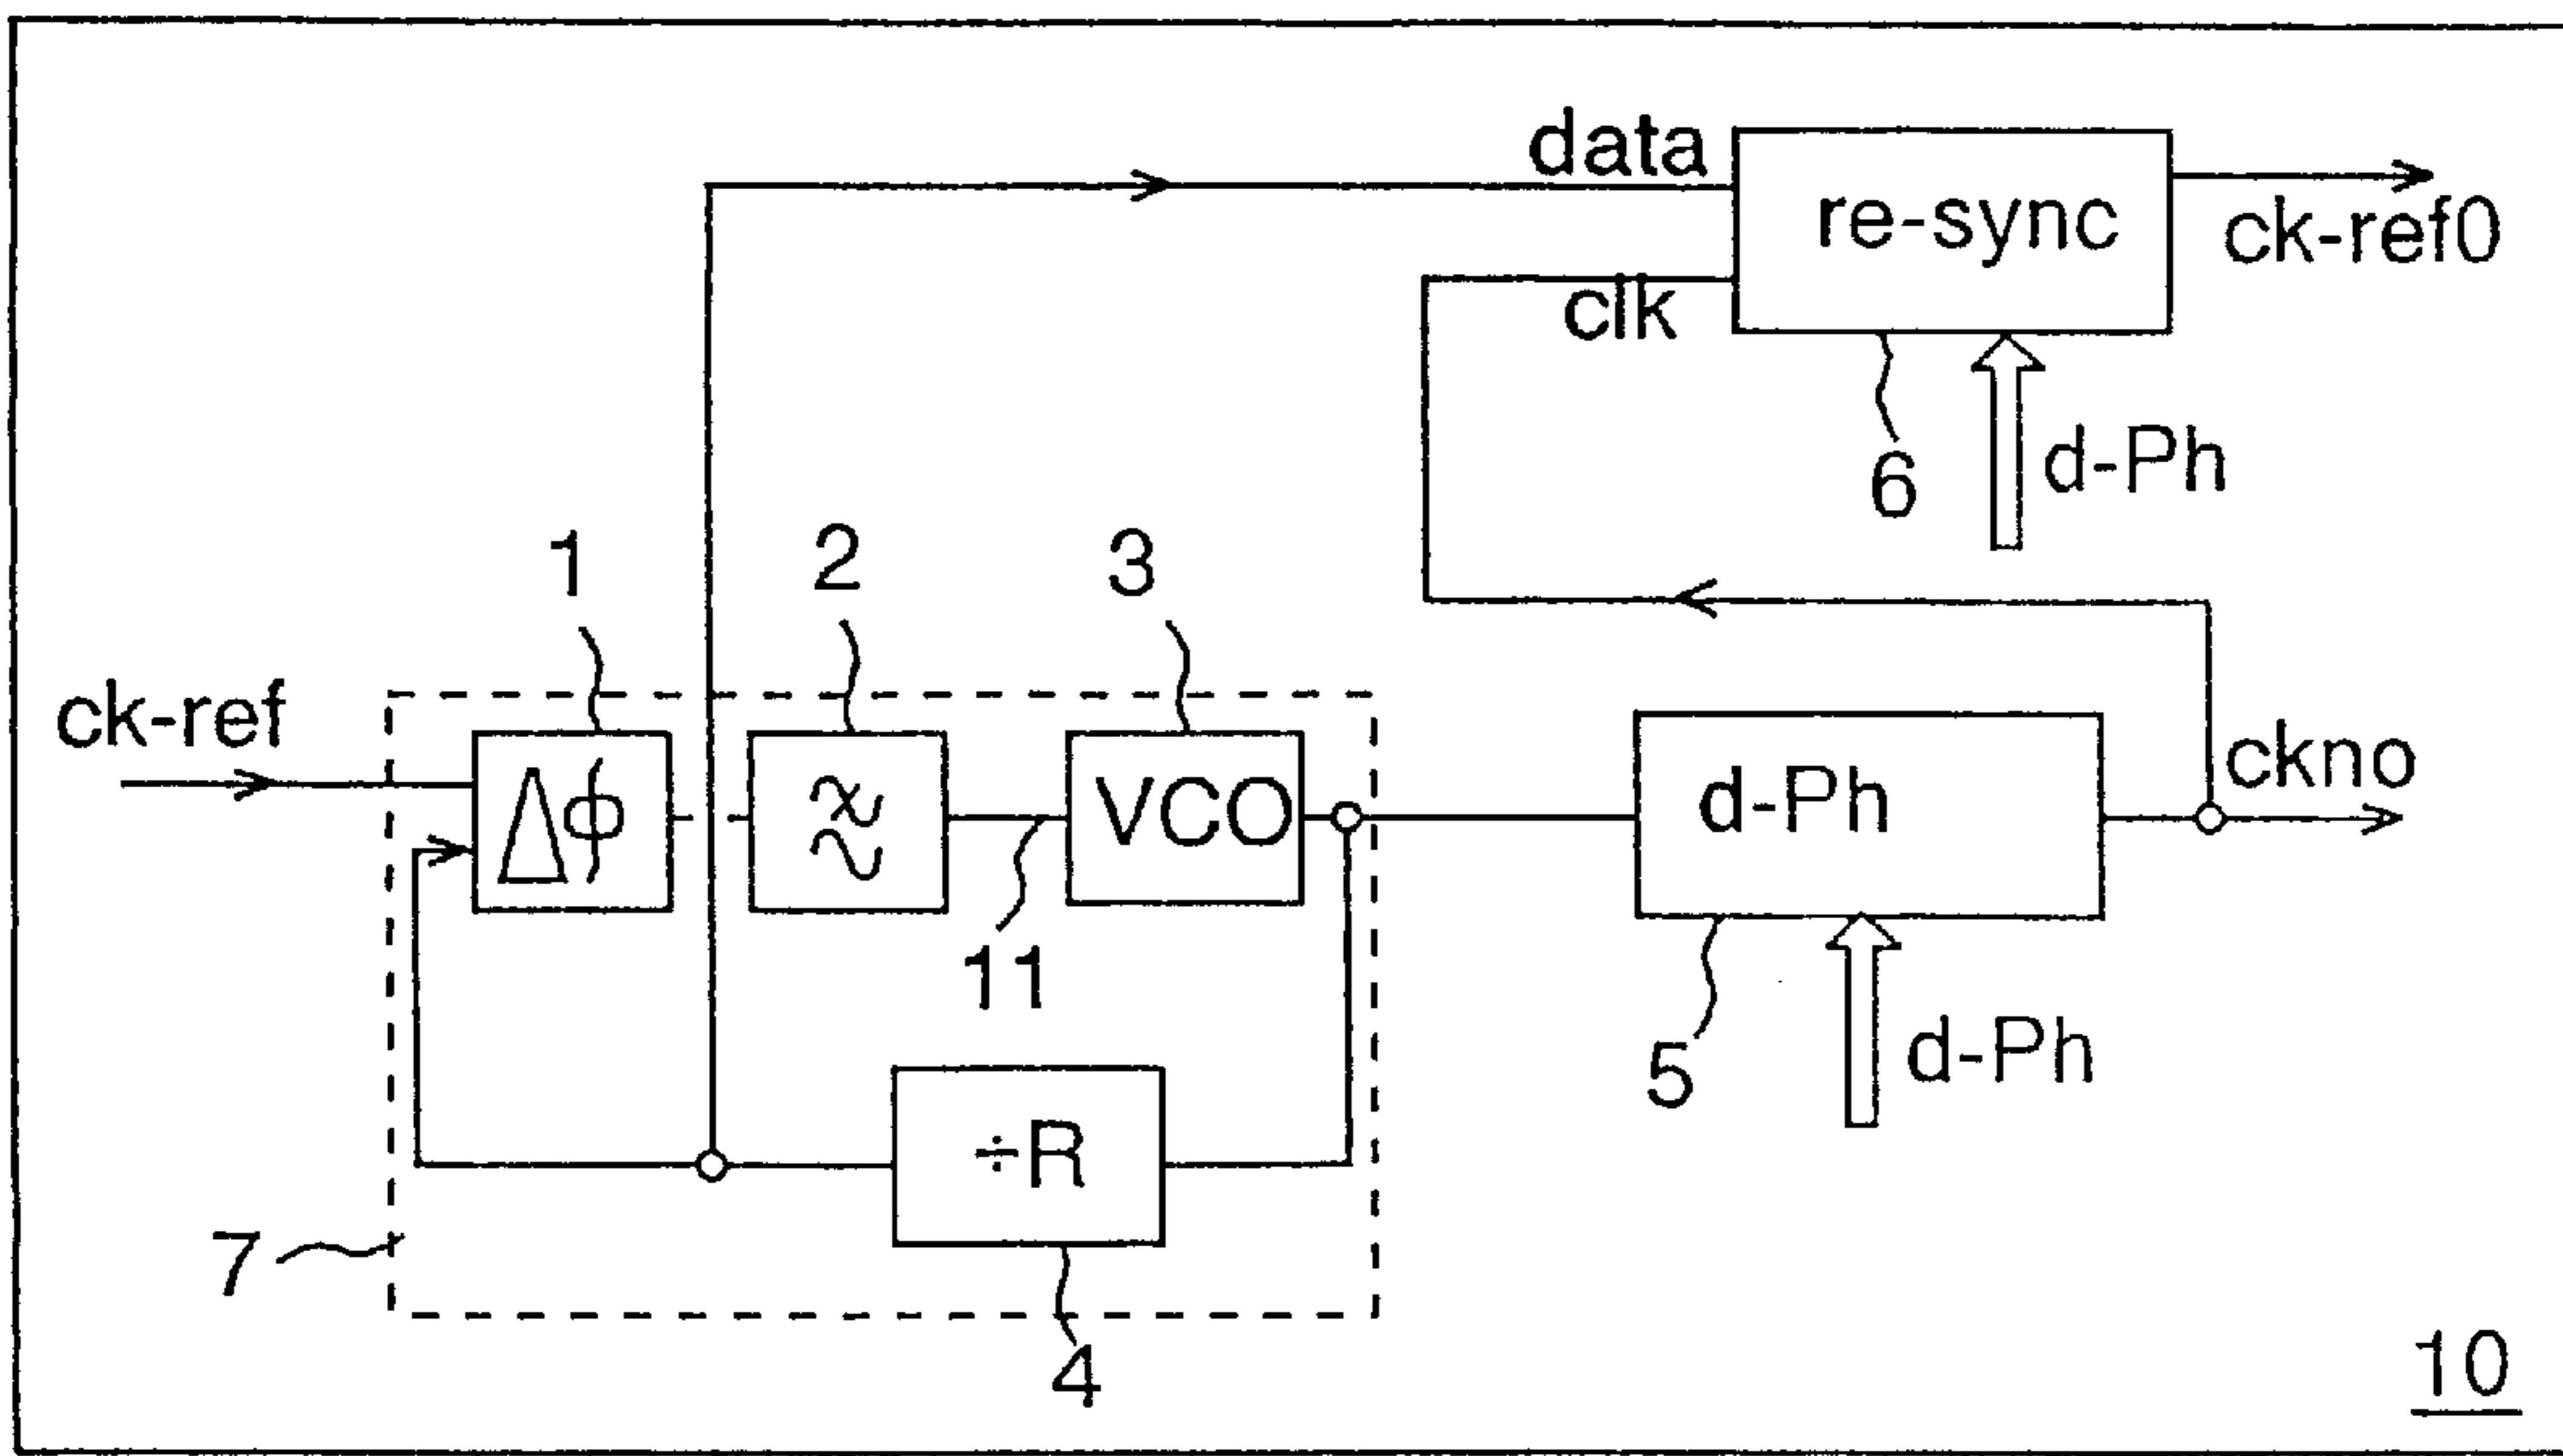 data
re-sync
ck-ref0
clk
6
d-Ph
1
2
3
ck-ref
Δϕ
VCO
d-Ph
ckno
11
5
d-Ph
÷R
7
4
10